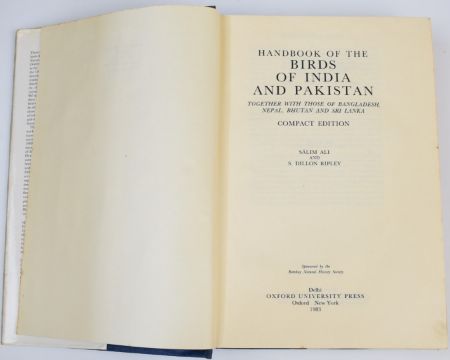 HANDBOOK OF THE
BIRDS
OF INDIA
AND PAKISTAN
TOGETHER WITH THOSE OF BANGLADESH,
NEPAL, BHUTAN AND SRI LANKA
COMPACT EDITION
SÁLIM ALI
AND
S. DILLON RIPLEY
Sponsored by the
Bombay Natural History Society
Delhi
OXFORD UNIVERSITY PRESS
Oxford New York
1983